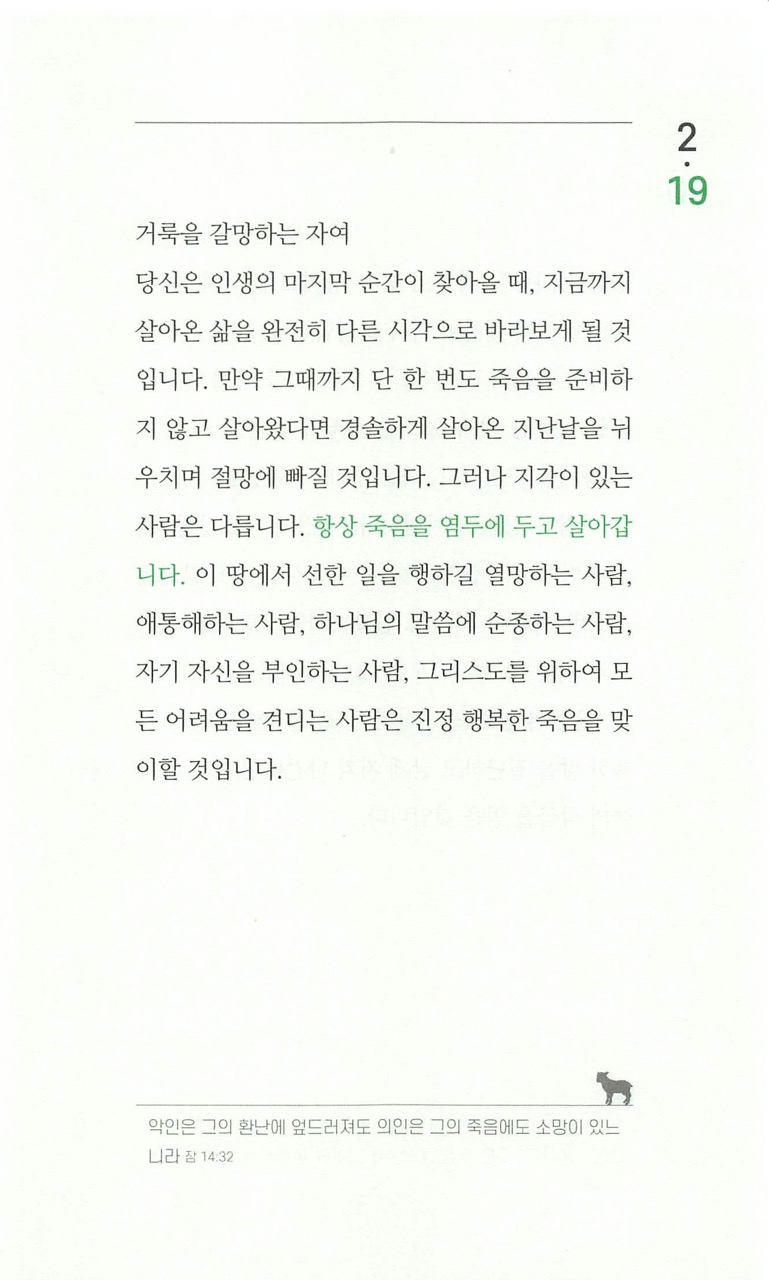 2
·
19
거룩을 갈망하는 자여
당신은 인생의 마지막 순간이 찾아올 때, 지금까지
살아온 삶을 완전히 다른 시각으로 바라보게 될 것
입니다. 만약 그때까지 단 한 번도 죽음을 준비하
지 않고 살아왔다면 경솔하게 살아온 지난날을 뉘
우치며 절망에 빠질 것입니다. 그러나 지각이 있는
사람은 다릅니다. 항상 죽음을 염두에 두고 살아갑
니다. 이 땅에서 선한 일을 행하길 열망하는 사람,
애통해하는 사람, 하나님의 말씀에 순종하는 사람,
자기 자신을 부인하는 사람, 그리스도를 위하여 모
든 어려움을 견디는 사람은 진정 행복한 죽음을 맞
이할 것입니다.
악인은 그의 환난에 엎드러져도 의인은 그의 죽음에도 소망이 있느
니라 잠 14:32